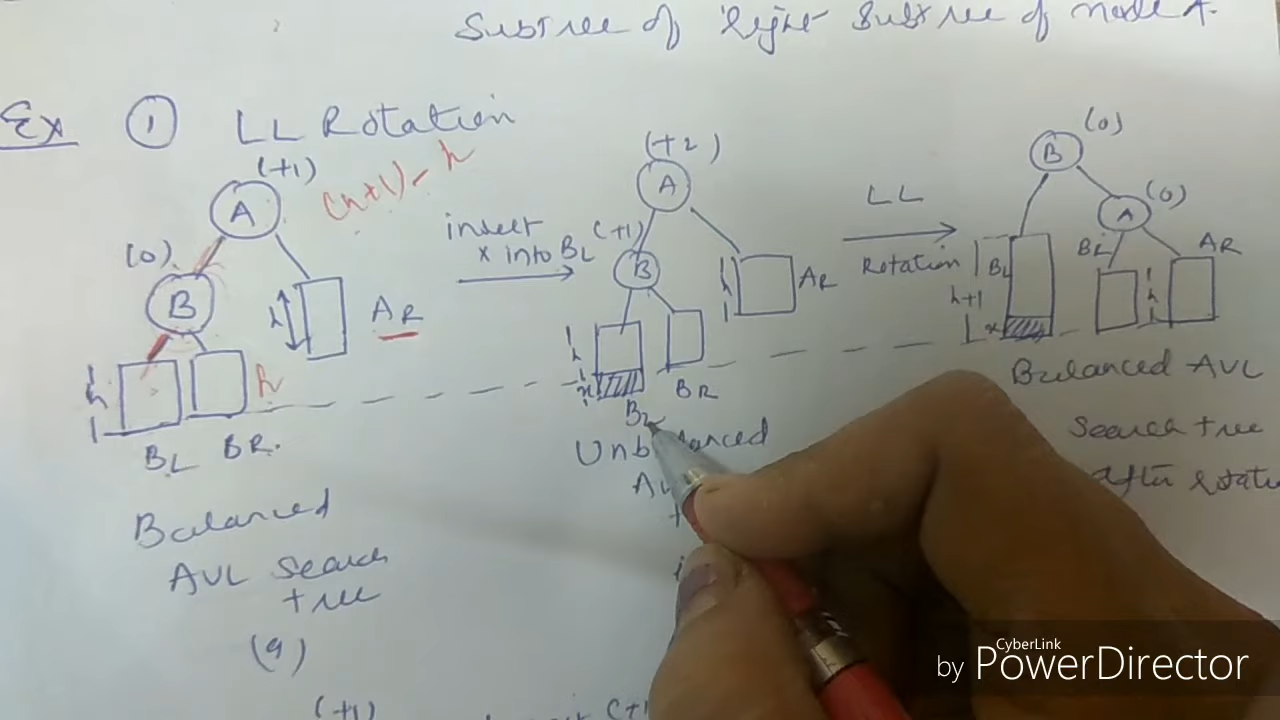 Subtree of right Subtree of node A.
Ex ① LL Rotation
(+1)
A
(h+1) - h
(0)
B
h
AR
h
h
BL BR.
Balanced
AVL Search
tree
(a)
insert
x into BL
(+2)
A
(+1)
B
h
AR
h
x
BR
BL
Unbalanced
LL
Rotation
(0)
B
(0)
A
BL
h+1
x
BL
h
AR
Balanced AVL
Search tree
after rotati
(+1)
CyberLink
by PowerDirector